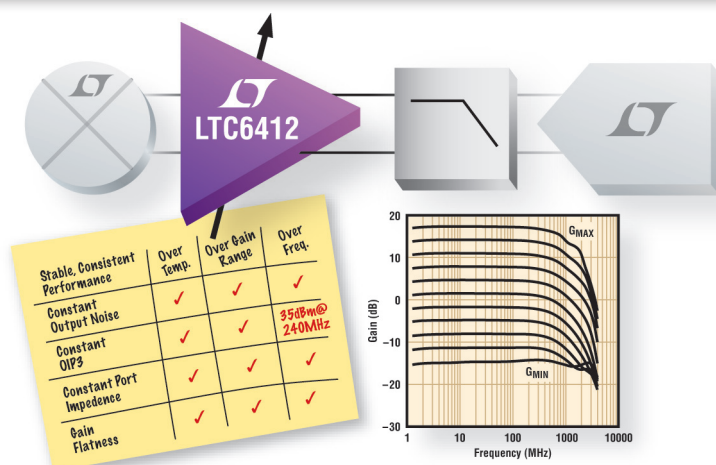 LTC6412
Stable, Consistent
Performance
Over
Temp.
Over Gain
Range
Over
Freq.
Constant
Output Noise
✓
✓
✓
Constant
OIP3
✓
✓
35dBm@
240MHz
Constant Port
Impedence
✓
✓
✓
Gain
Flatness
✓
✓
✓
20
10
0
−10
−20
−30
Gain (dB)
GMAX
GMIN
1
10
100
1000
10000
Frequency (MHz)